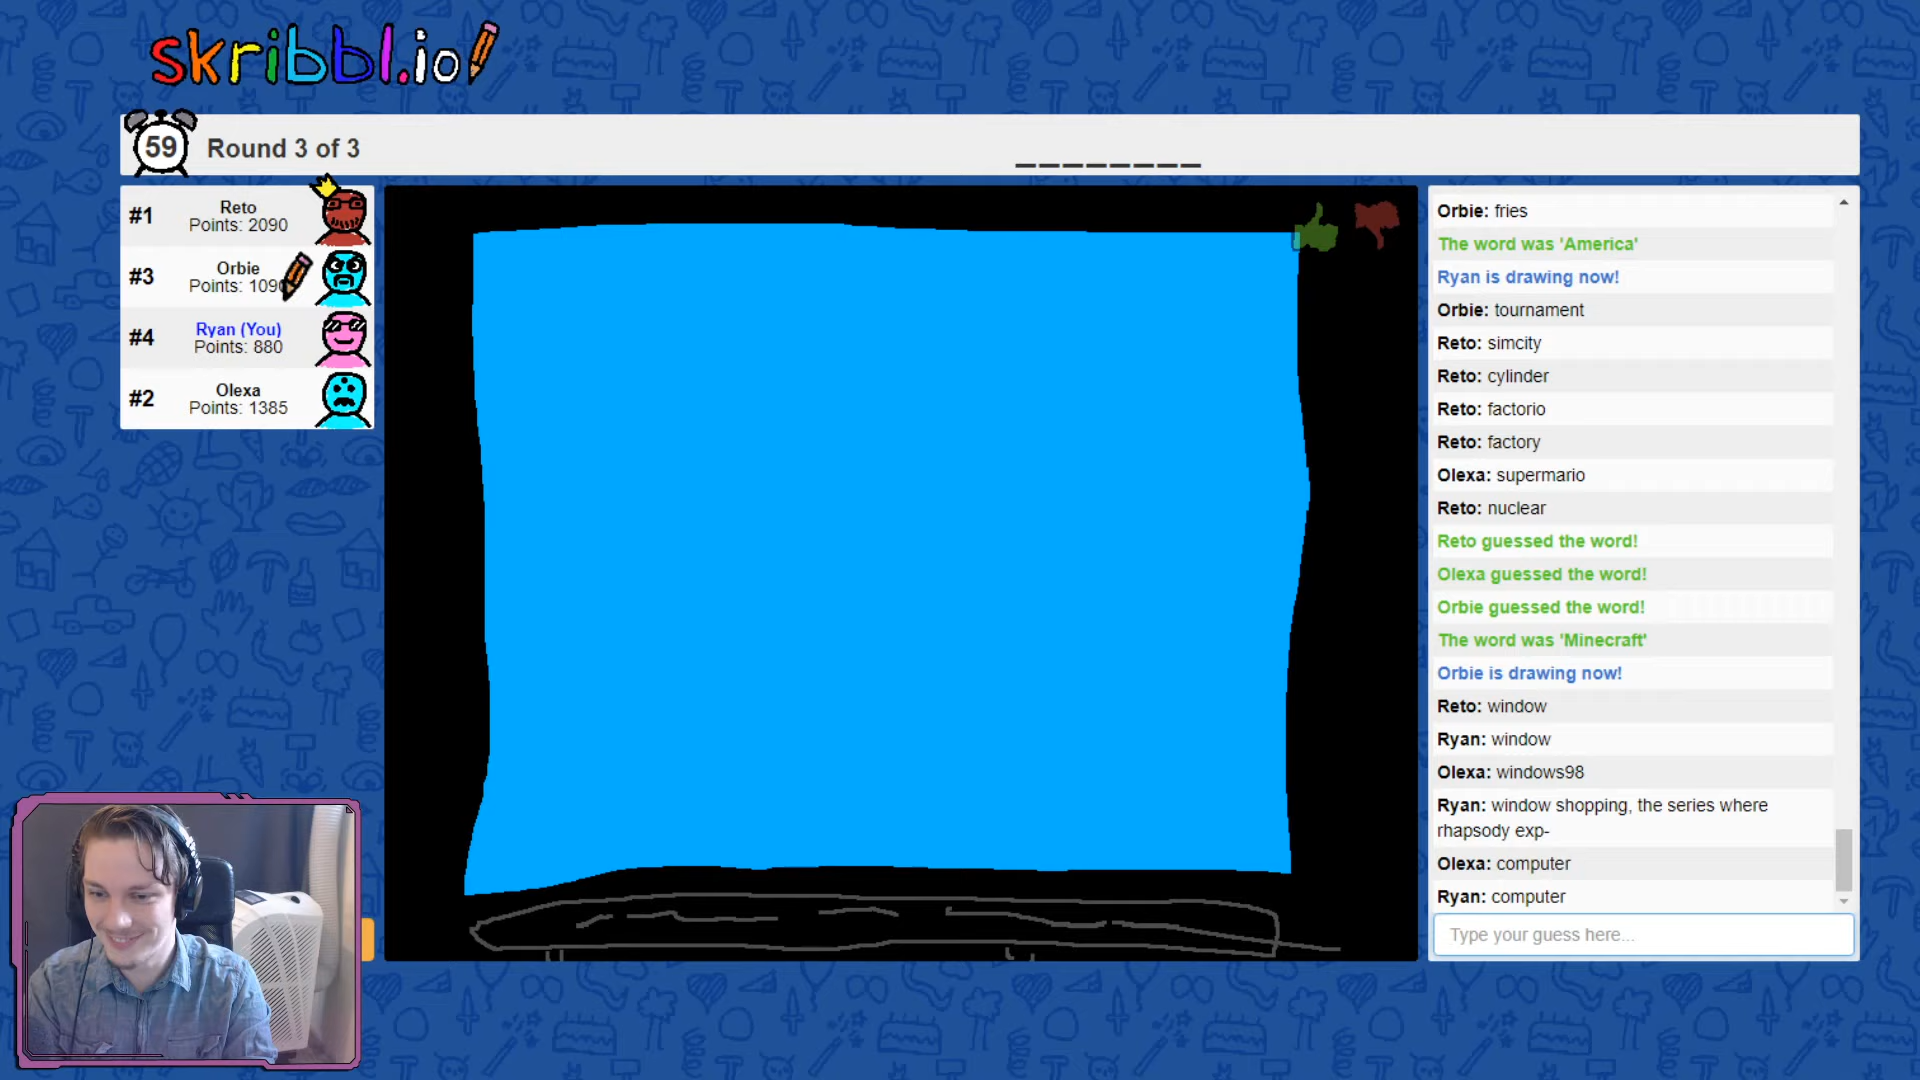 skribbl.io
59
Round 3 of 3
________
#1 Reto
Points: 2090
#3 Orbie
Points: 1090
#4 Ryan (You)
Points: 880
#2 Olexa
Points: 1385
Orbie: fries
The word was 'America'
Ryan is drawing now!
Orbie: tournament
Reto: simcity
Reto: cylinder
Reto: factorio
Reto: factory
Olexa: supermario
Reto: nuclear
Reto guessed the word!
Olexa guessed the word!
Orbie guessed the word!
The word was 'Minecraft'
Orbie is drawing now!
Reto: window
Ryan: window
Olexa: windows98
Ryan: window shopping, the series where
rhapsody exp-
Olexa: computer
Ryan: computer
Type your guess here...